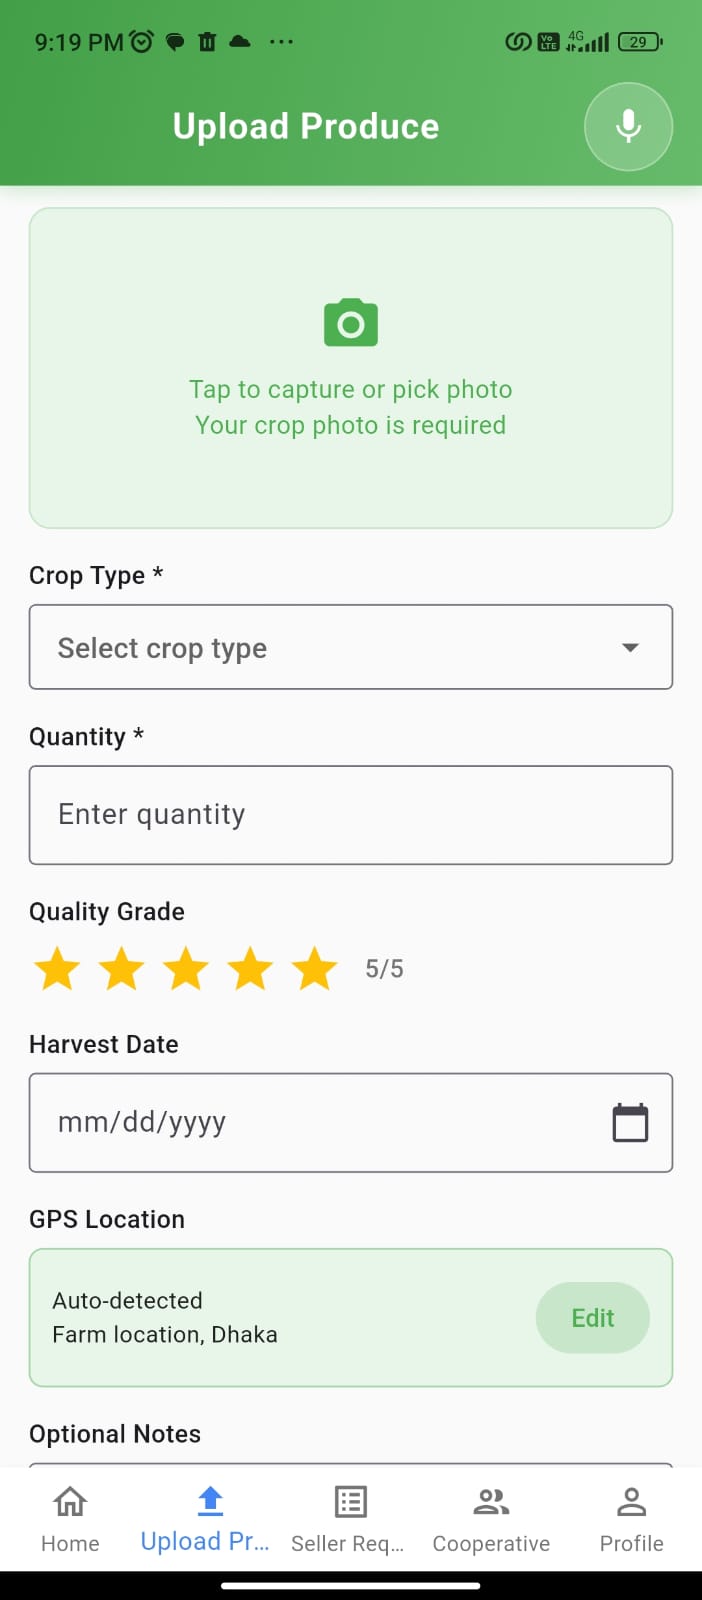 9:19 PM
Vo LTE 4G 29
Upload Produce
Tap to capture or pick photo
Your crop photo is required
Crop Type *
Select crop type
Quantity *
Enter quantity
Quality Grade
5/5
Harvest Date
mm/dd/yyyy
GPS Location
Auto-detected
Farm location, Dhaka
Edit
Optional Notes
Home
Upload Pr...
Seller Req...
Cooperative
Profile